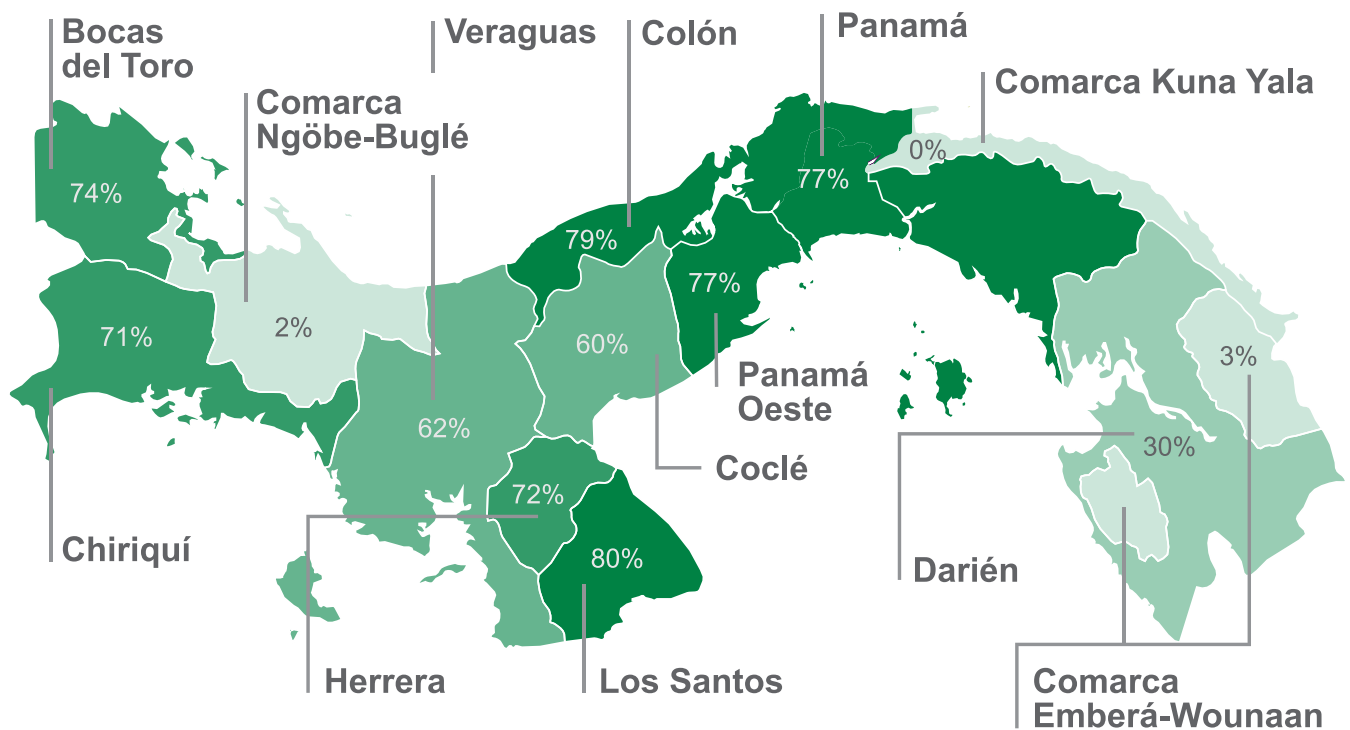 Bocas
del Toro
Veraguas
Colón
Panamá
Comarca
Ngöbe-Buglé
Comarca Kuna Yala
0%
74%
77%
79%
77%
2%
71%
60%
3%
Panamá
Oeste
62%
30%
Coclé
72%
Chiriquí
80%
Darién
Herrera
Los Santos
Comarca
Emberá-Wounaan